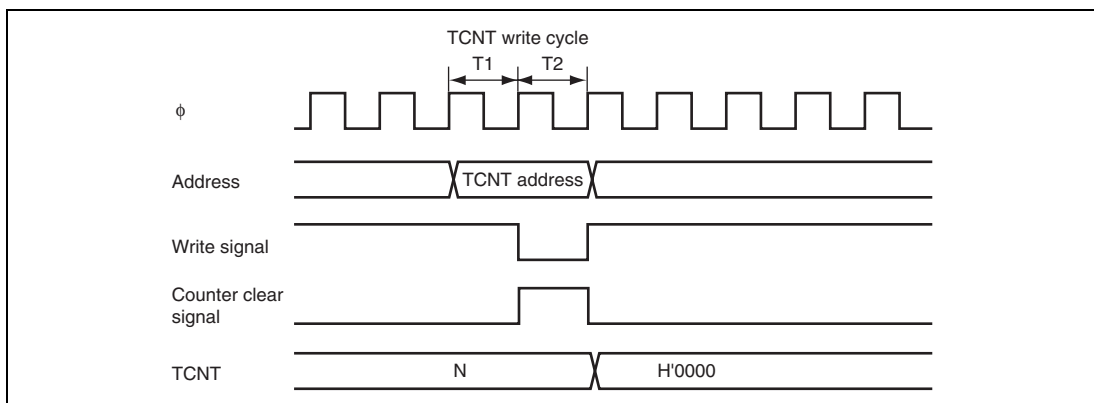 TCNT write cycle
T1 T2
ϕ
Address TCNT address
Write signal
Counter clear
signal
TCNT N H'0000